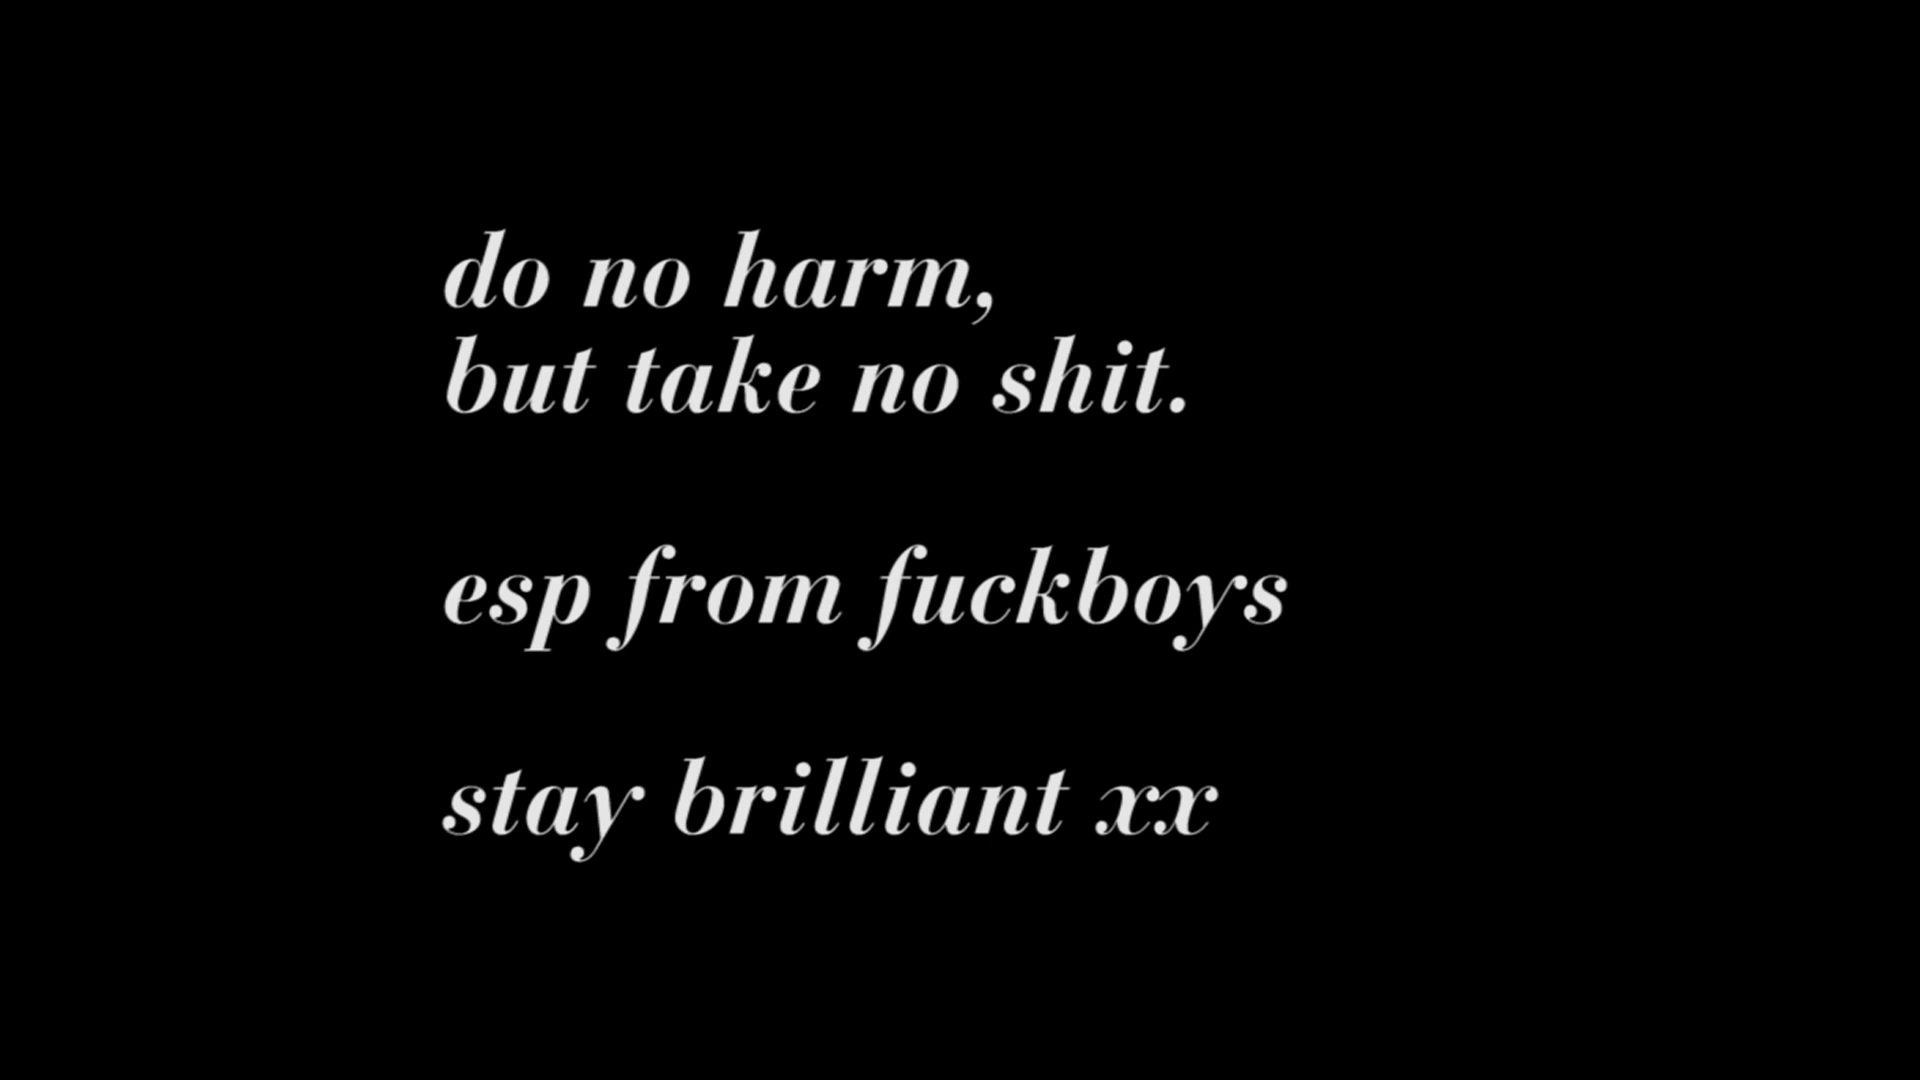 do no harm,
but take no shit.
esp from fuckboys
stay brilliant xx